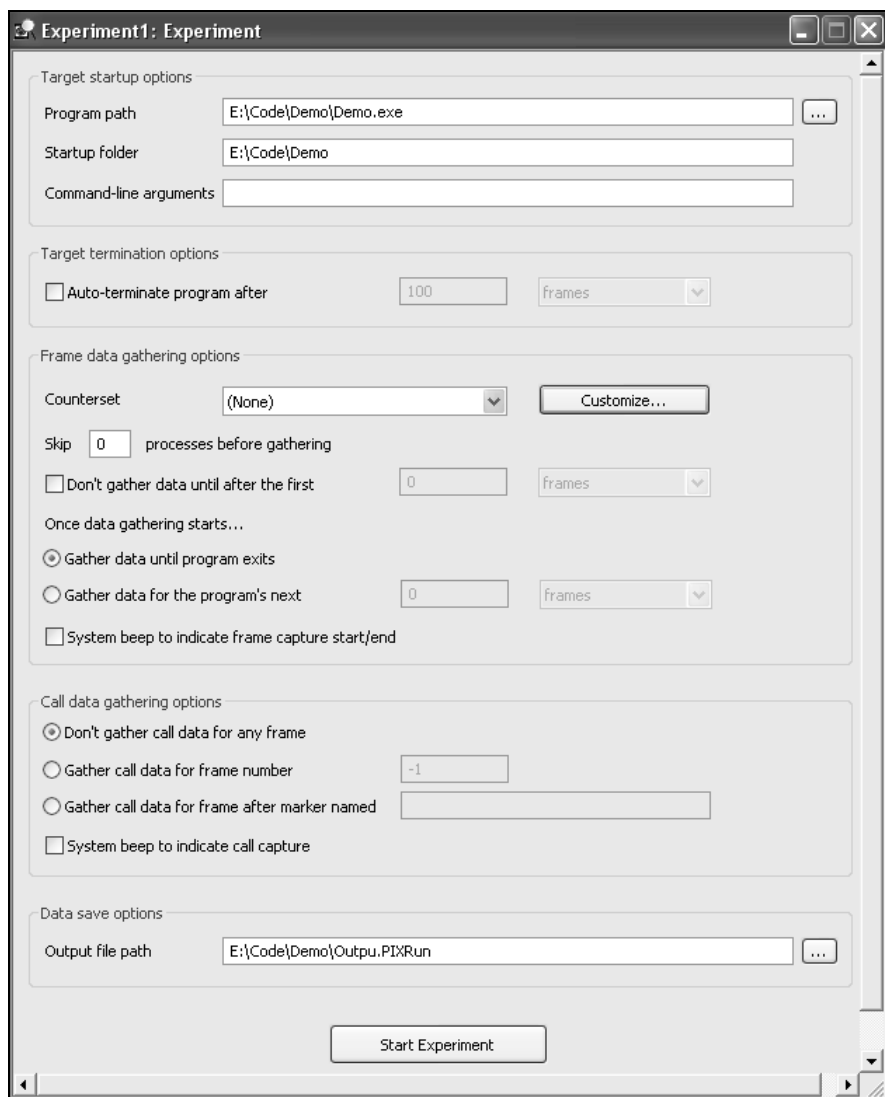 Experiment1: Experiment
Target startup options
Program path E:\Code\Demo\Demo.exe ...
Startup folder E:\Code\Demo
Command-line arguments
Target termination options
Auto-terminate program after 100 frames
Frame data gathering options
Counterset (None) Customize...
Skip 0 processes before gathering
Don't gather data until after the first 0 frames
Once data gathering starts...
Gather data until program exits
Gather data for the program's next 0 frames
System beep to indicate frame capture start/end
Call data gathering options
Don't gather call data for any frame
Gather call data for frame number -1
Gather call data for frame after marker named
System beep to indicate call capture
Data save options
Output file path E:\Code\Demo\Outpu.PIXRun ...
Start Experiment